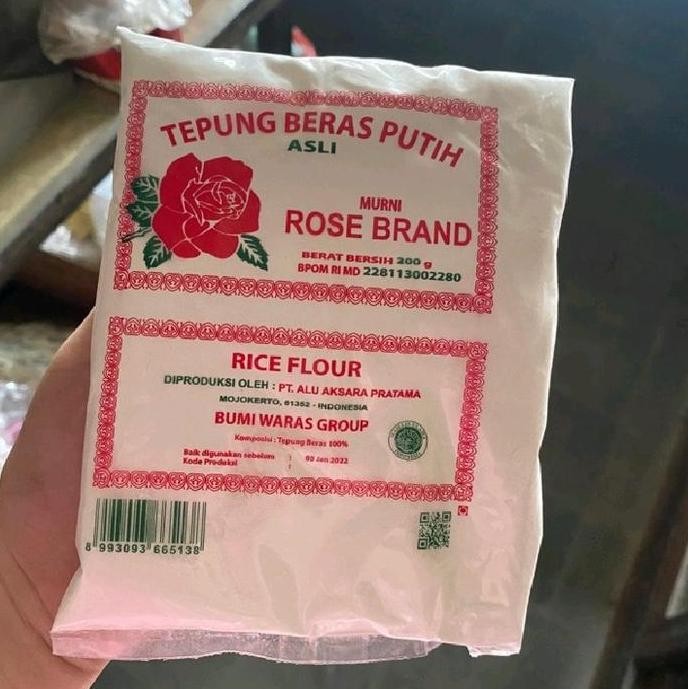 TEPUNG BERAS PUTIH
ASLI
MURNI
ROSE BRAND
BERAT BERSIH 200 g
BPOM RI MD 228113002280
RICE FLOUR
DIPRODUKSI OLEH : PT. ALU AKSARA PRATAMA
MOJOKERTO, 61352 - INDONESIA
BUMI WARAS GROUP
Komposisi : Tepung Beras 100%
Baik digunakan sebelum :
Kode Produksi : Jan 2022
8 993093 665138